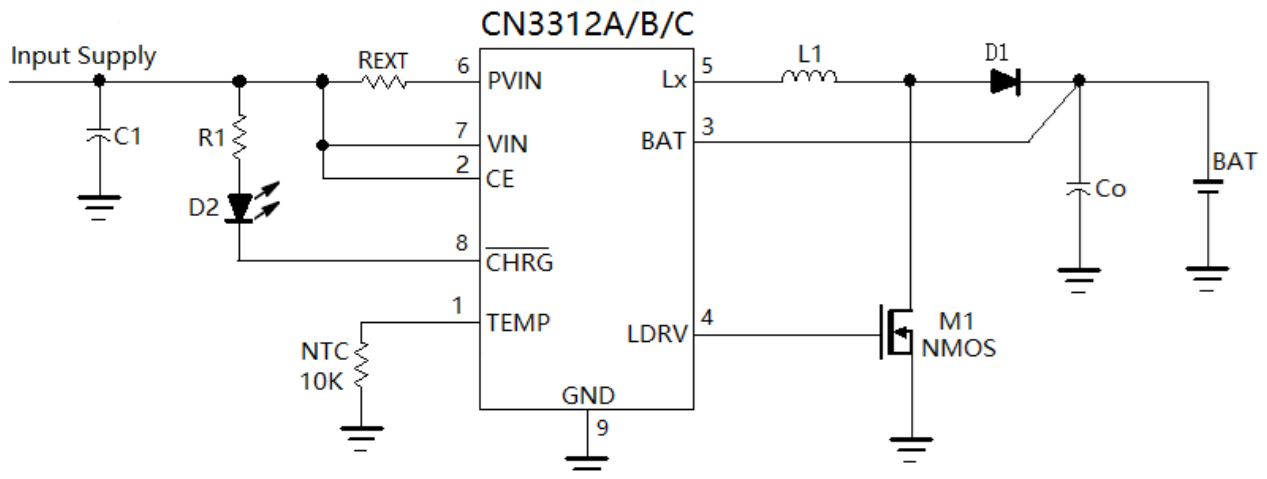 CN3312A/B/C
Input Supply
REXT
6
PVIN
Lx
5
L1
D1
C1
R1
7
VIN
BAT
3
2
CE
BAT
D2
Co
8
CHRG
1
TEMP
LDRV
4
M1
NMOS
NTC
10K
GND
9